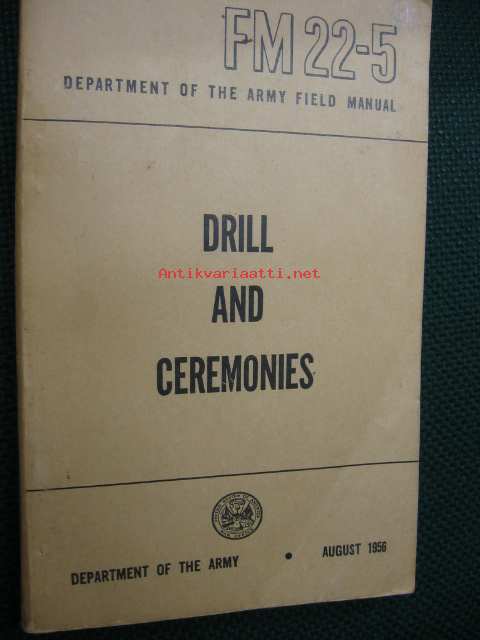 FM 22-5
DEPARTMENT OF THE ARMY FIELD MANUAL
DRILL
Antikvariaatti.net
AND
CEREMONIES
DEPARTMENT OF THE ARMY • AUGUST 1956